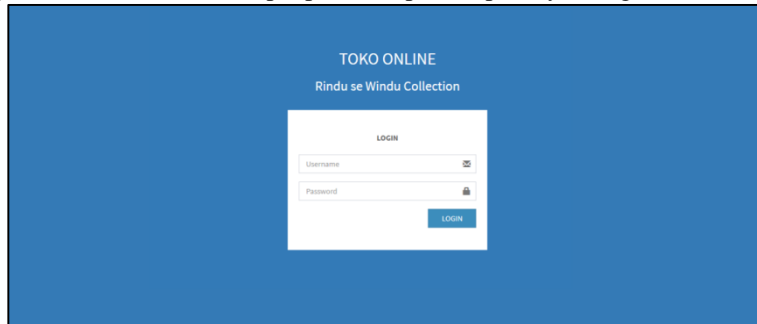 TOKO ONLINE
Rindu se Windu Collection
LOGIN
Username
Password
LOGIN